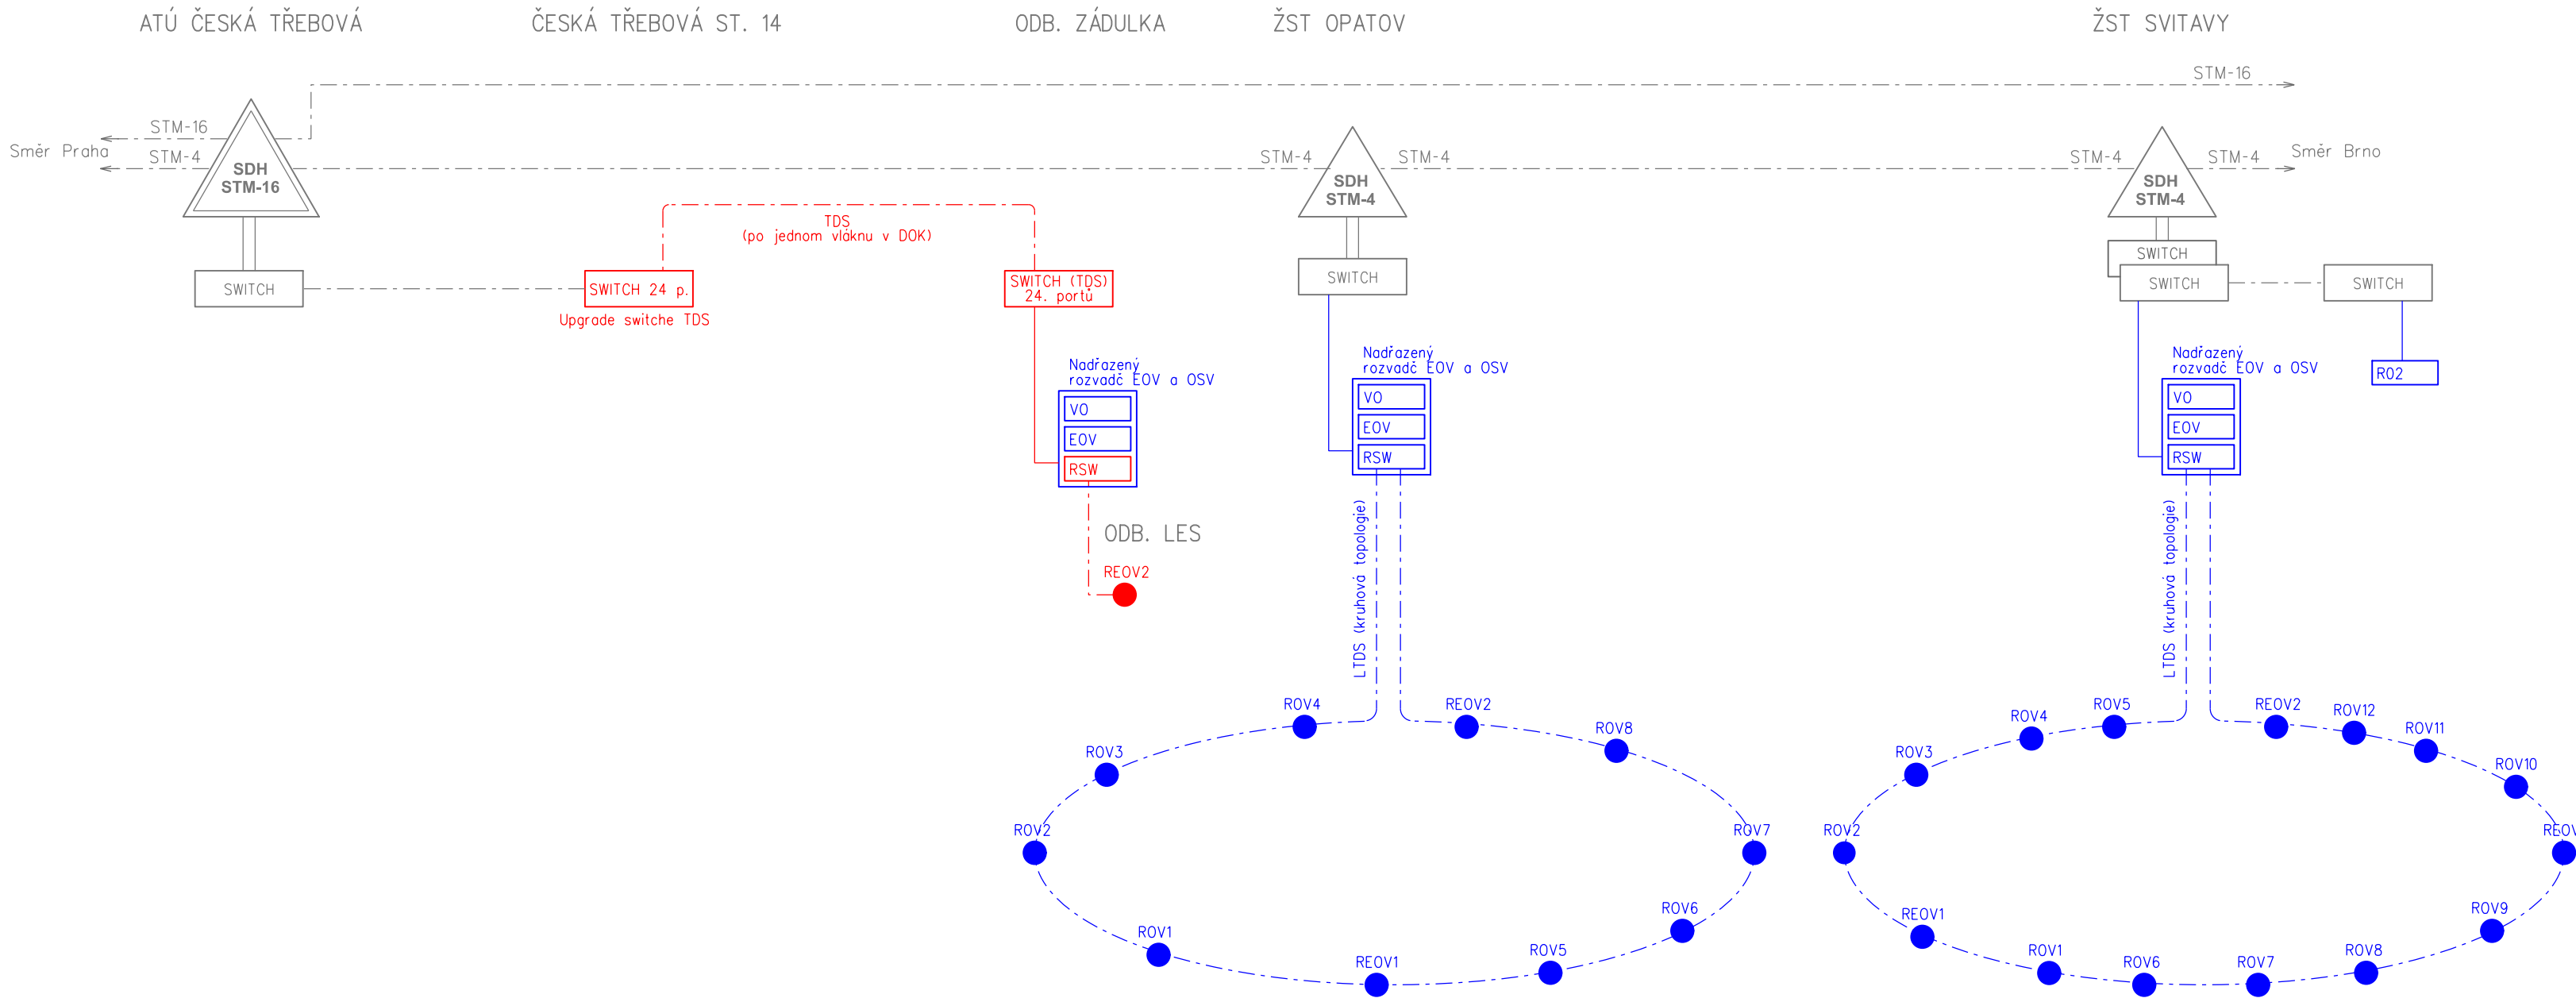 ATÚ ČESKÁ TŘEBOVÁ
ČESKÁ TŘEBOVÁ ST. 14
ODB. ZÁDULKA
ŽST OPATOV
ŽST SVITAVY
STM-16
STM-16
Směr Praha
STM-4
STM-4
STM-4
STM-4
STM-4
Směr Brno
SDH
STM-16
SDH
STM-4
SDH
STM-4
TDS
(po jednom vláknu v DOK)
SWITCH
SWITCH 24 p.
Upgrade switche TDS
SWITCH (TDS)
24. portů
SWITCH
SWITCH
SWITCH
SWITCH
RO2
Nadřazený
rozvadč EOV a OSV
VO
EOV
RSW
Nadřazený
rozvadč EOV a OSV
VO
EOV
RSW
Nadřazený
rozvadč EOV a OSV
VO
EOV
RSW
ODB. LES
REOV2
LTDS (kruhová topologie)
LTDS (kruhová topologie)
ROV4
REOV2
ROV8
ROV3
ROV2
ROV7
ROV1
REOV1
ROV5
ROV6
ROV5
ROV4
ROV3
ROV2
REOV1
ROV1
ROV6
ROV7
ROV8
ROV9
REOV2
ROV12
ROV11
ROV10